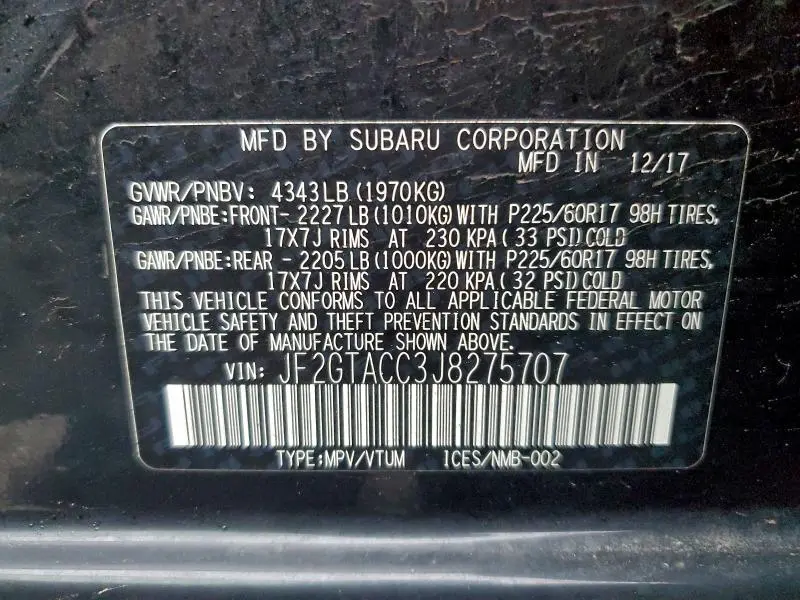 MFD BY SUBARU CORPORATION
MFD IN 12/17
GVWR/PNBV: 4343LB (1970KG)
GAWR/PNBE:FRONT- 2227 LB (1010KG) WITH P225/60R17 98H TIRES,
17X7J RIMS AT 230 KPA ( 33 PSI) COLD
GAWR/PNBE:REAR - 2205 LB (1000KG) WITH P225/60R17 98H TIRES,
17X7J RIMS AT 220 KPA ( 32 PSI) COLD
THIS VEHICLE CONFORMS TO ALL APPLICABLE FEDERAL MOTOR
VEHICLE SAFETY AND THEFT PREVENTION STANDARDS IN EFFECT ON
THE DATE OF MANUFACTURE SHOWN ABOVE.
VIN: JF2GTACC3J8275707
TYPE:MPV/VTUM ICES/NMB-002